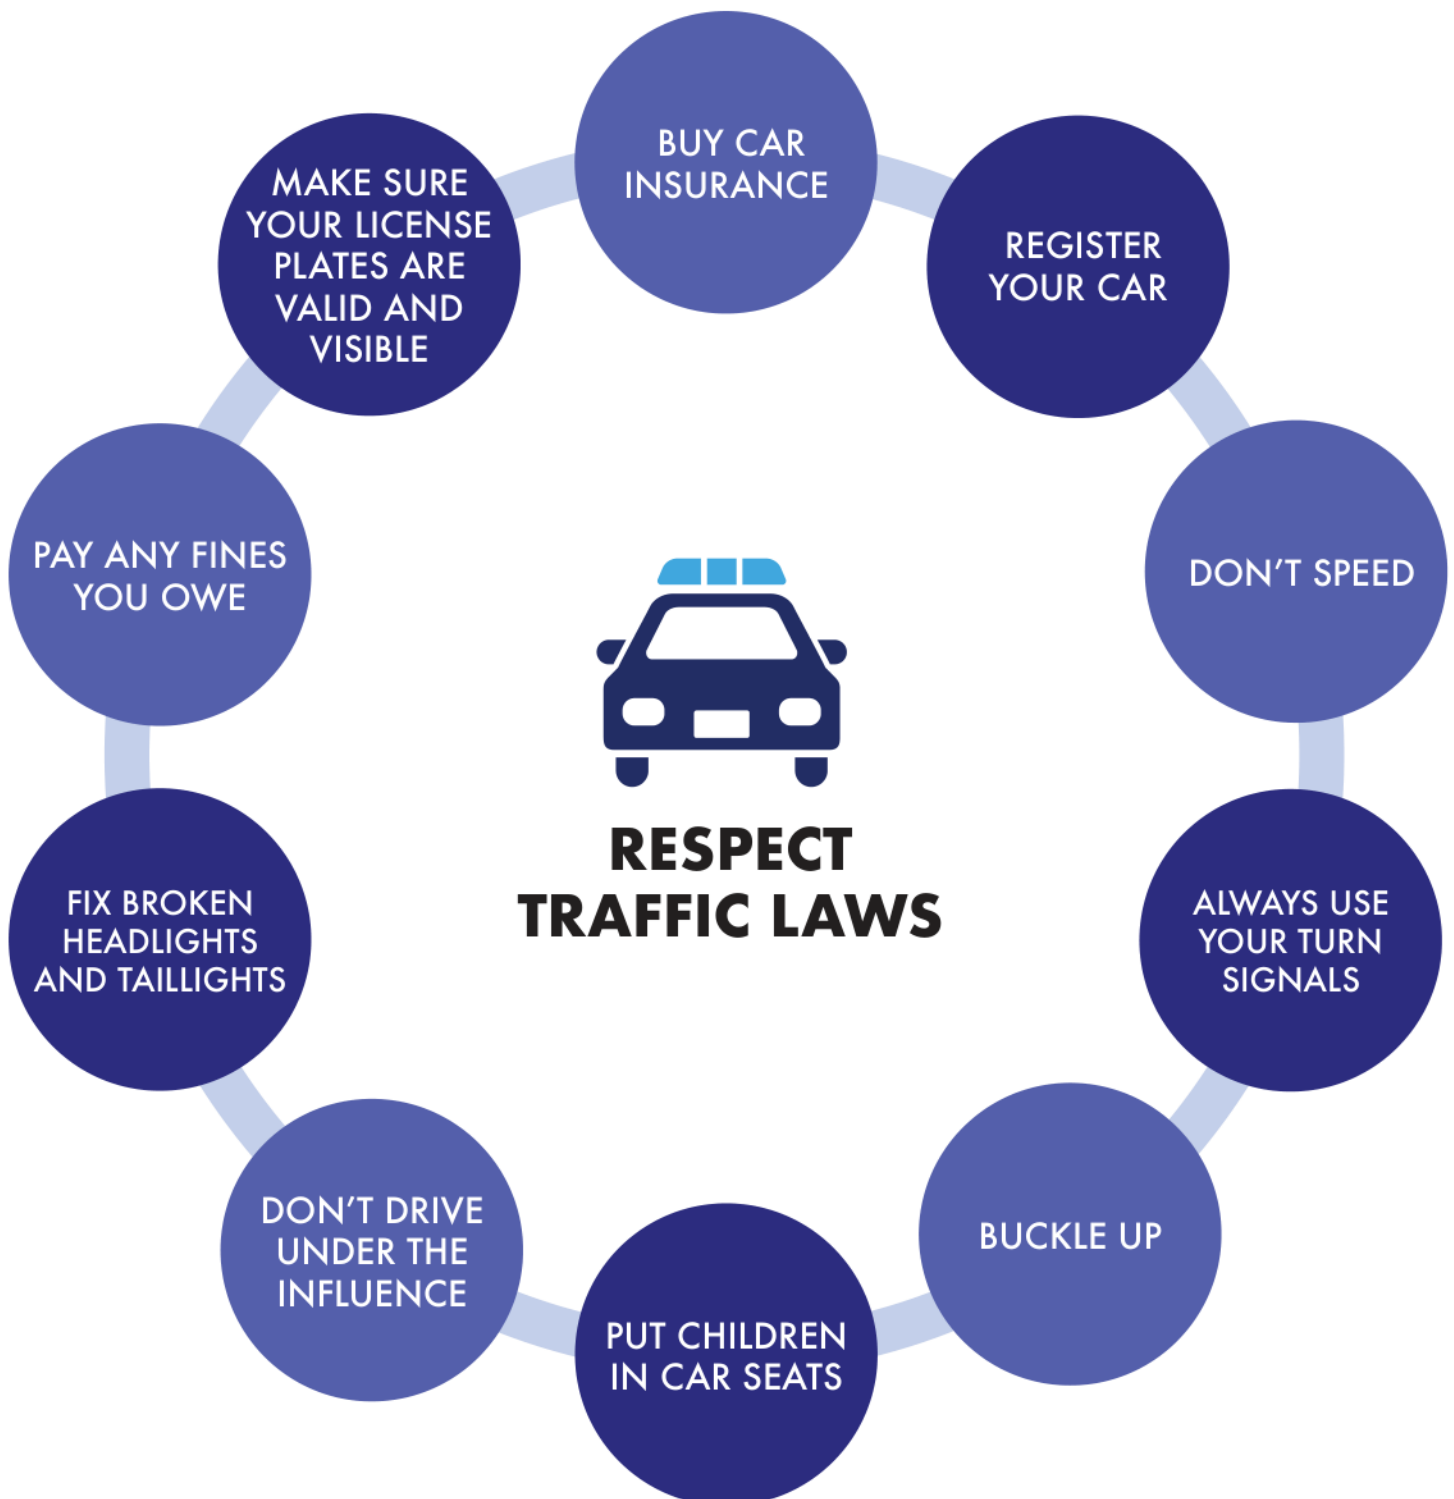 BUY CAR
INSURANCE
REGISTER
YOUR CAR
DON’T SPEED
ALWAYS USE
YOUR TURN
SIGNALS
BUCKLE UP
PUT CHILDREN
IN CAR SEATS
DON’T DRIVE
UNDER THE
INFLUENCE
FIX BROKEN
HEADLIGHTS
AND TAILLIGHTS
PAY ANY FINES
YOU OWE
MAKE SURE
YOUR LICENSE
PLATES ARE
VALID AND
VISIBLE
RESPECT
TRAFFIC LAWS